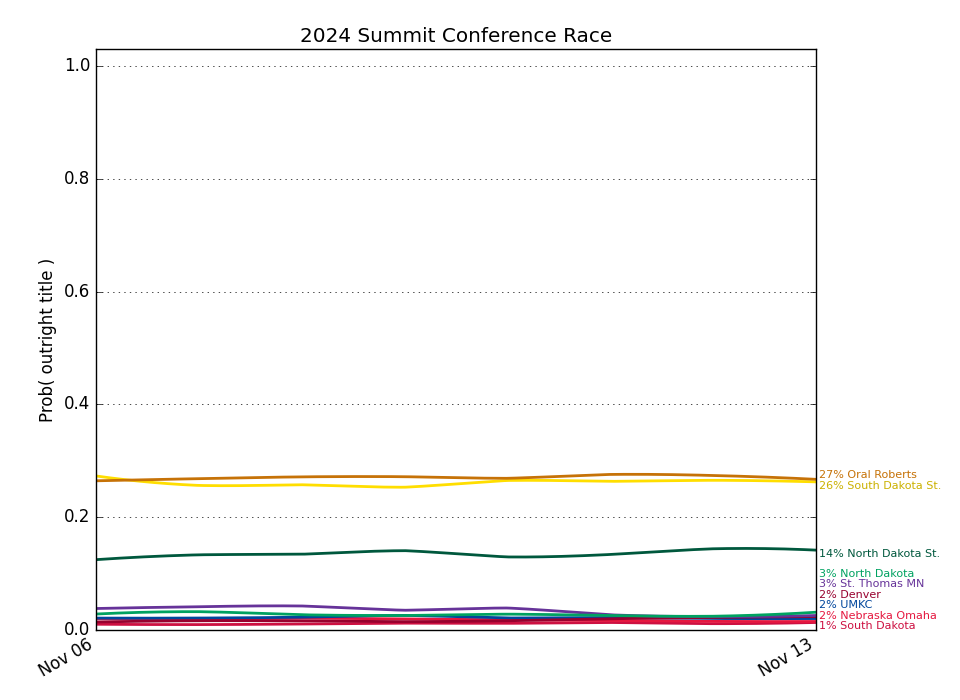 2024 Summit Conference Race
Prob( outright title )
1.0
0.8
0.6
0.4
0.2
0.0
Nov 06
Nov 13
27% Oral Roberts
26% South Dakota St.
14% North Dakota St.
3% North Dakota
3% St. Thomas MN
2% Denver
2% UMKC
2% Nebraska Omaha
1% South Dakota